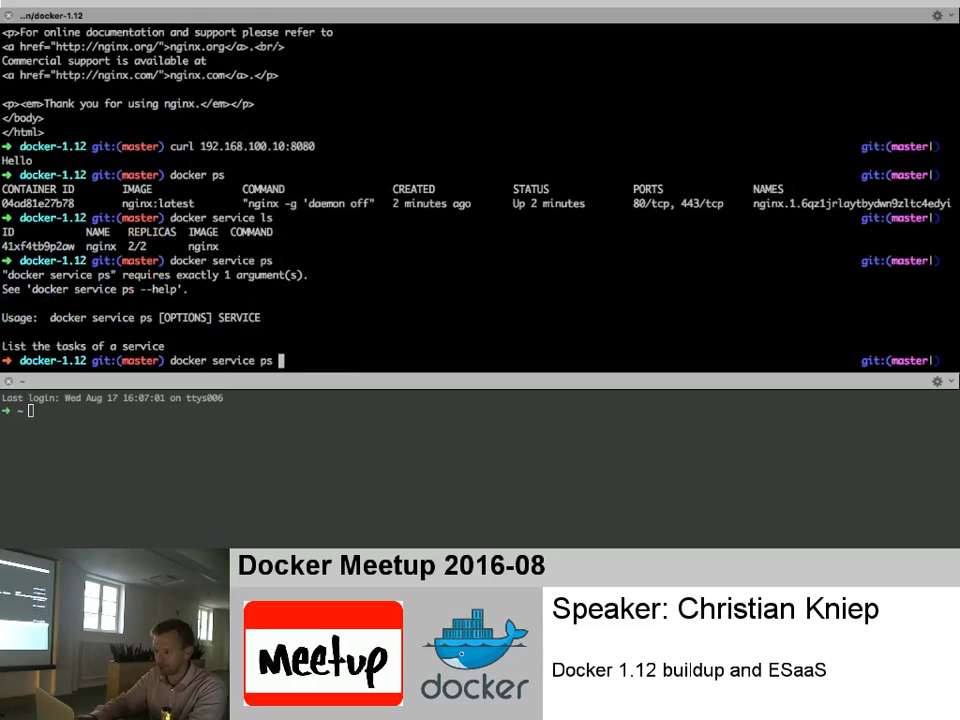 ..n/docker-1.12
<p>For online documentation and support please refer to
<a href="http://nginx.org/">nginx.org</a>.<br/>
Commercial support is available at
<a href="http://nginx.com/">nginx.com</a>.</p>
<p><em>Thank you for using nginx.</em></p>
</body>
</html>
➜ docker-1.12 git:(master) curl 192.168.100.10:8080 git:(master|)
Hello
➜ docker-1.12 git:(master) docker ps git:(master|)
CONTAINER ID IMAGE COMMAND CREATED STATUS PORTS NAMES
04ad81e27b78 nginx:latest "nginx -g 'daemon off" 2 minutes ago Up 2 minutes 80/tcp, 443/tcp nginx.1.6qz1jrlaytbydwn9zltc4edyi
➜ docker-1.12 git:(master) docker service ls git:(master|)
ID NAME REPLICAS IMAGE COMMAND
41xf4tb9p2aw nginx 2/2 nginx
➜ docker-1.12 git:(master) docker service ps git:(master|)
"docker service ps" requires exactly 1 argument(s).
See 'docker service ps --help'.
Usage: docker service ps [OPTIONS] SERVICE
List the tasks of a service
➜ docker-1.12 git:(master) docker service ps git:(master|)
~
Last login: Wed Aug 17 16:07:01 on ttys006
➜ ~
Docker Meetup 2016-08
Meetup
docker
Speaker: Christian Kniep
Docker 1.12 buildup and ESaaS